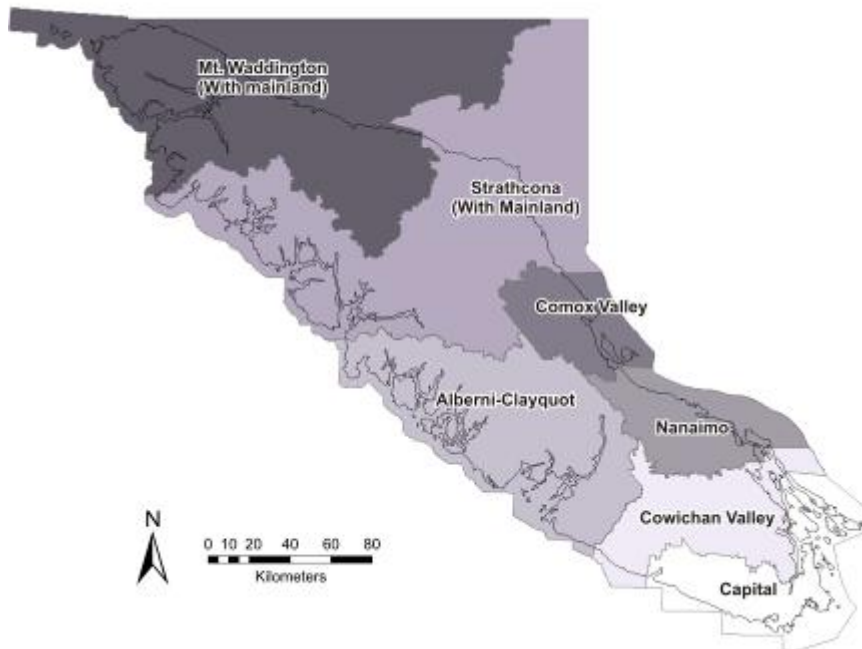 Mt. Waddington
(With mainland)
Strathcona
(With Mainland)
Comox Valley
Alberni-Clayquot
Nanaimo
Cowichan Valley
Capital
N
0 10 20 40 60 80
Kilometers